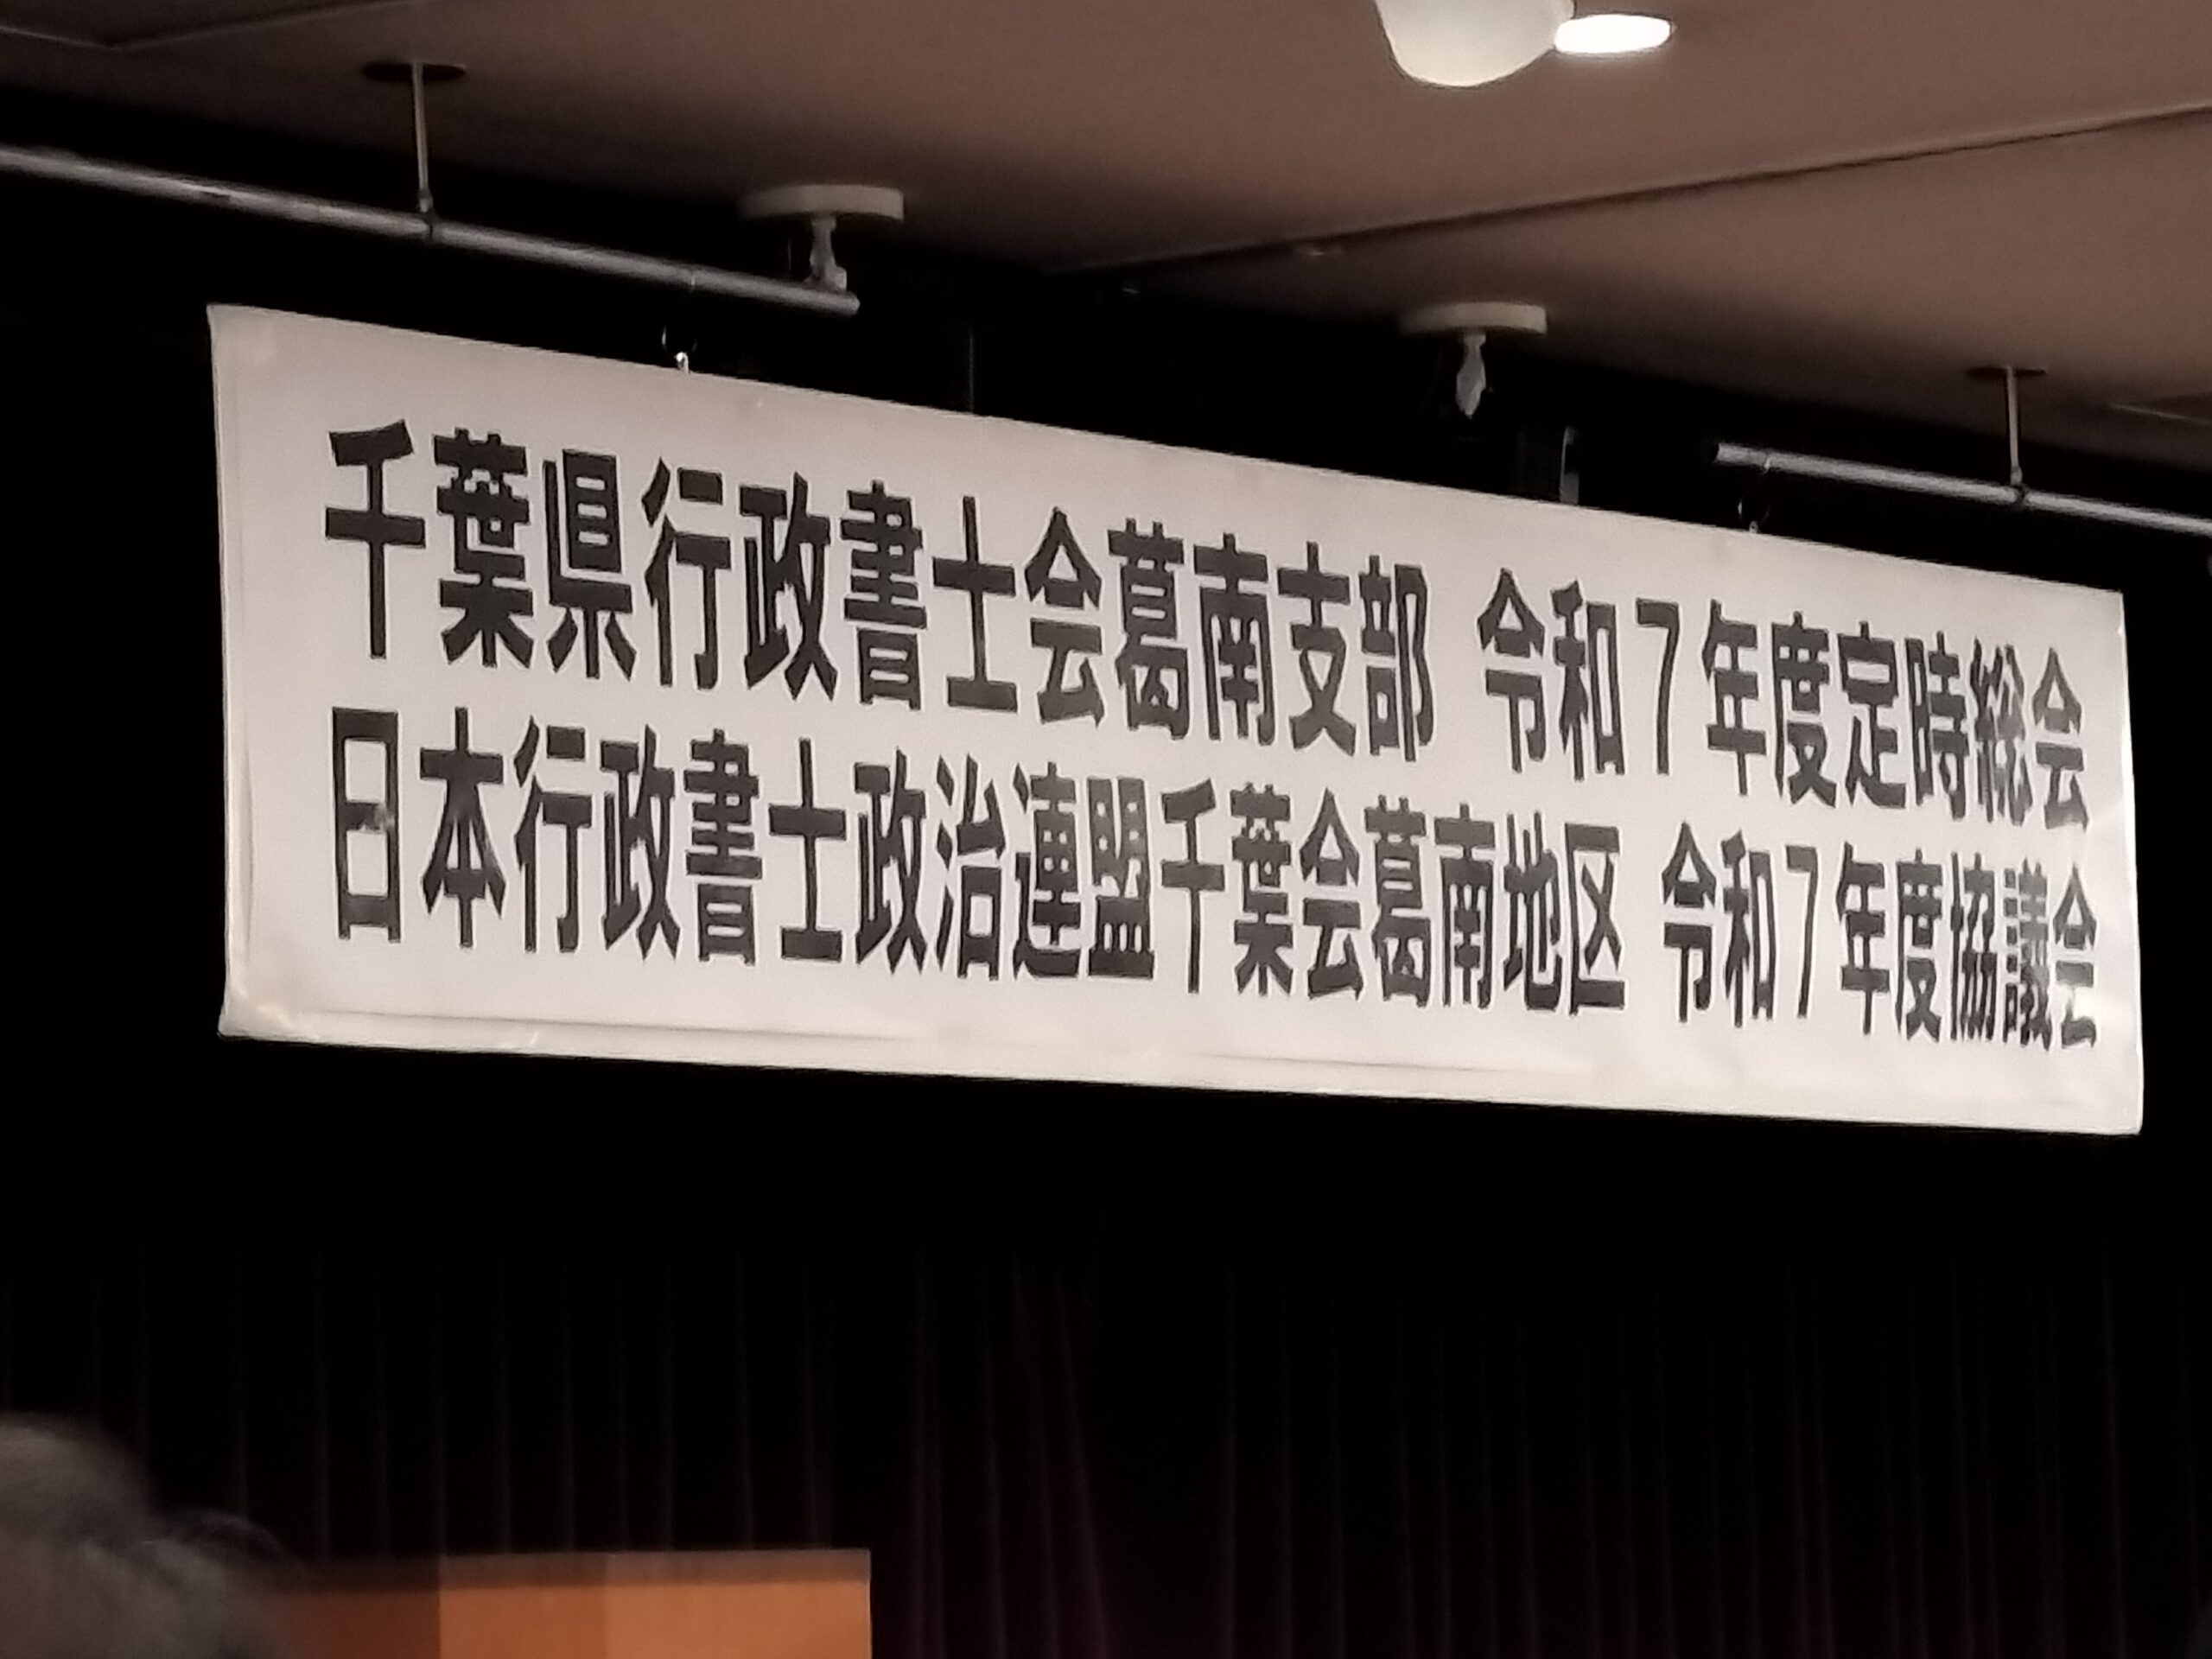 千葉県行政書士会葛南支部 令和7年度定時総会
日本行政書士政治連盟千葉会葛南地区 令和7年度協議会